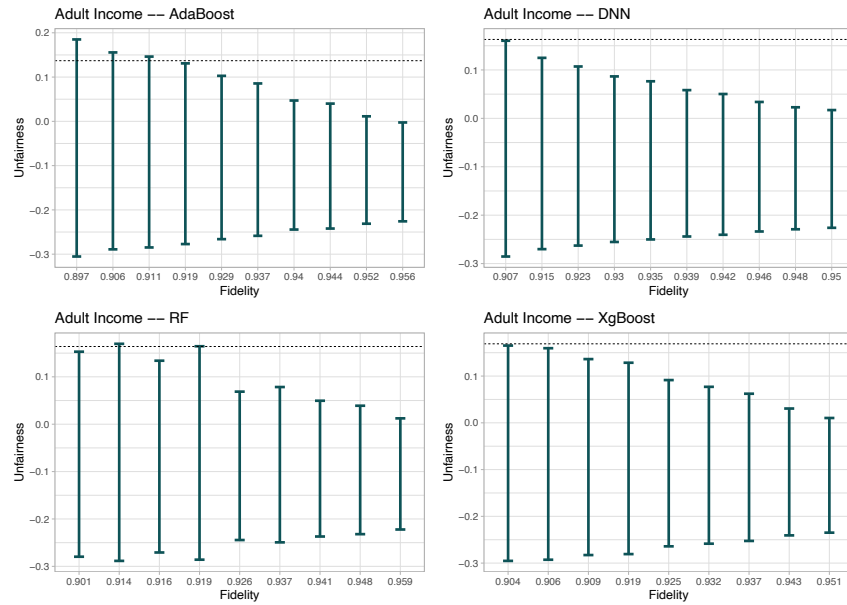 Adult Income −− AdaBoost
Unfairness
0.2
0.1
0.0
−0.1
−0.2
−0.3
0.897 0.906 0.911 0.919 0.929 0.937 0.94 0.944 0.952 0.956
Fidelity
Adult Income −− DNN
Unfairness
0.1
0.0
−0.1
−0.2
−0.3
0.907 0.915 0.923 0.93 0.935 0.939 0.942 0.946 0.948 0.95
Fidelity
Adult Income −− RF
Unfairness
0.1
0.0
−0.1
−0.2
−0.3
0.901 0.914 0.916 0.919 0.926 0.937 0.941 0.948 0.959
Fidelity
Adult Income −− XgBoost
Unfairness
0.1
0.0
−0.1
−0.2
−0.3
0.904 0.906 0.909 0.919 0.925 0.932 0.937 0.943 0.951
Fidelity